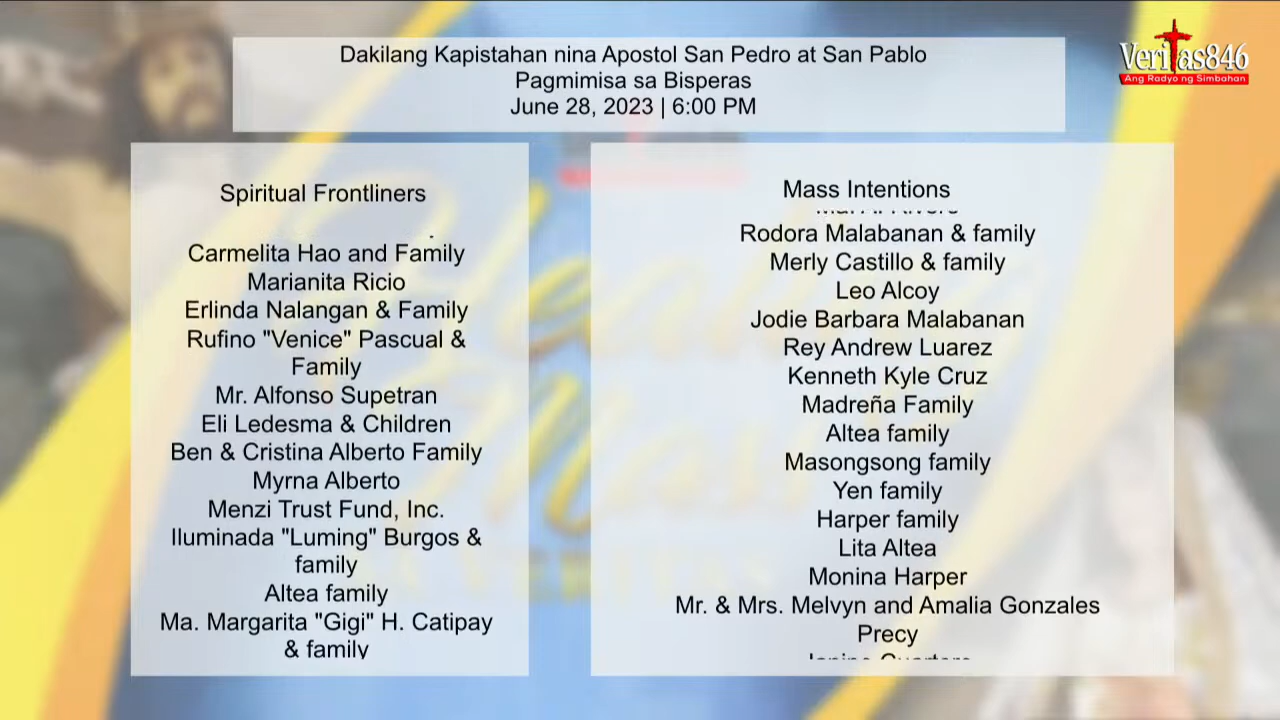 Dakilang Kapistahan nina Apostol San Pedro at San Pablo
Pagmimisa sa Bisperas
June 28, 2023 | 6:00 PM
Veritas846
Ang Radyo ng Simbahan
Spiritual Frontliners
Carmelita Hao and Family
Marianita Ricio
Erlinda Nalangan & Family
Rufino "Venice" Pascual &
Family
Mr. Alfonso Supetran
Eli Ledesma & Children
Ben & Cristina Alberto Family
Myrna Alberto
Menzi Trust Fund, Inc.
Iluminada "Luming" Burgos &
family
Altea family
Ma. Margarita "Gigi" H. Catipay
& family
Mass Intentions
Rodora Malabanan & family
Merly Castillo & family
Leo Alcoy
Jodie Barbara Malabanan
Rey Andrew Luarez
Kenneth Kyle Cruz
Madreña Family
Altea family
Masongsong family
Yen family
Harper family
Lita Altea
Monina Harper
Mr. & Mrs. Melvyn and Amalia Gonzales
Precy